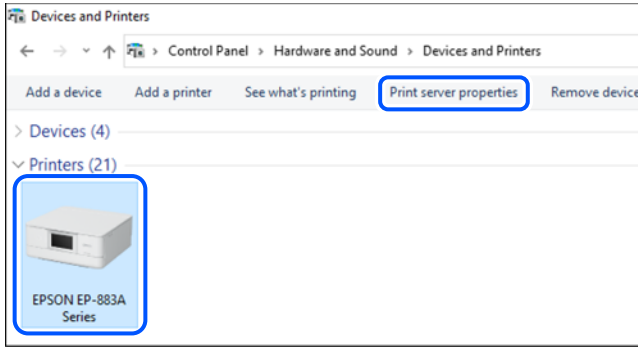 Devices and Printers
Control Panel > Hardware and Sound > Devices and Printers
Add a device Add a printer See what's printing Print server properties Remove device
Devices (4)
Printers (21)
EPSON EP-883A
Series